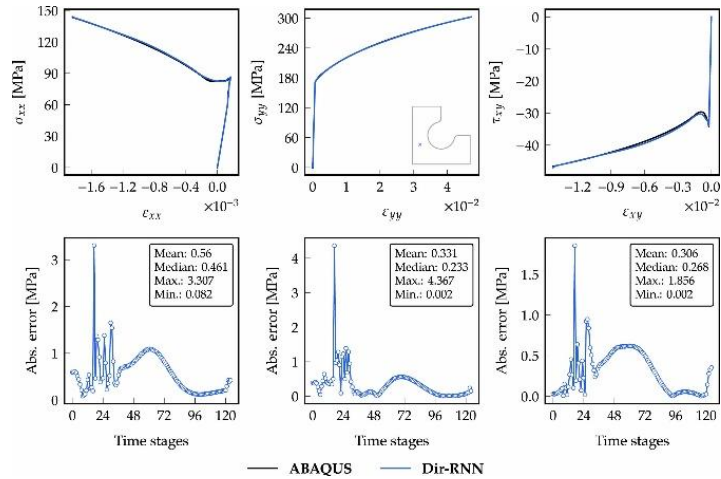 150
120
90
60
30
0
σxx [MPa]
−1.6 −1.2 −0.8 −0.4 0.0
×10⁻³
εxx
300
240
180
120
60
0
σyy [MPa]
0 1 2 3 4
×10⁻²
εyy
0
−10
−20
−30
−40
τxy [MPa]
−1.2 −0.9 −0.6 −0.3 0.0
×10⁻²
εxy
3
2
1
0
Abs. error [MPa]
Mean: 0.56
Median: 0.461
Max.: 3.307
Min.: 0.082
0 24 48 72 96 120
Time stages
4
3
2
1
0
Abs. error [MPa]
Mean: 0.331
Median: 0.233
Max.: 4.367
Min.: 0.002
0 24 48 72 96 120
Time stages
1.5
1.0
0.5
0.0
Abs. error [MPa]
Mean: 0.306
Median: 0.268
Max.: 1.856
Min.: 0.002
0 24 48 72 96 120
Time stages
ABAQUS Dir-RNN